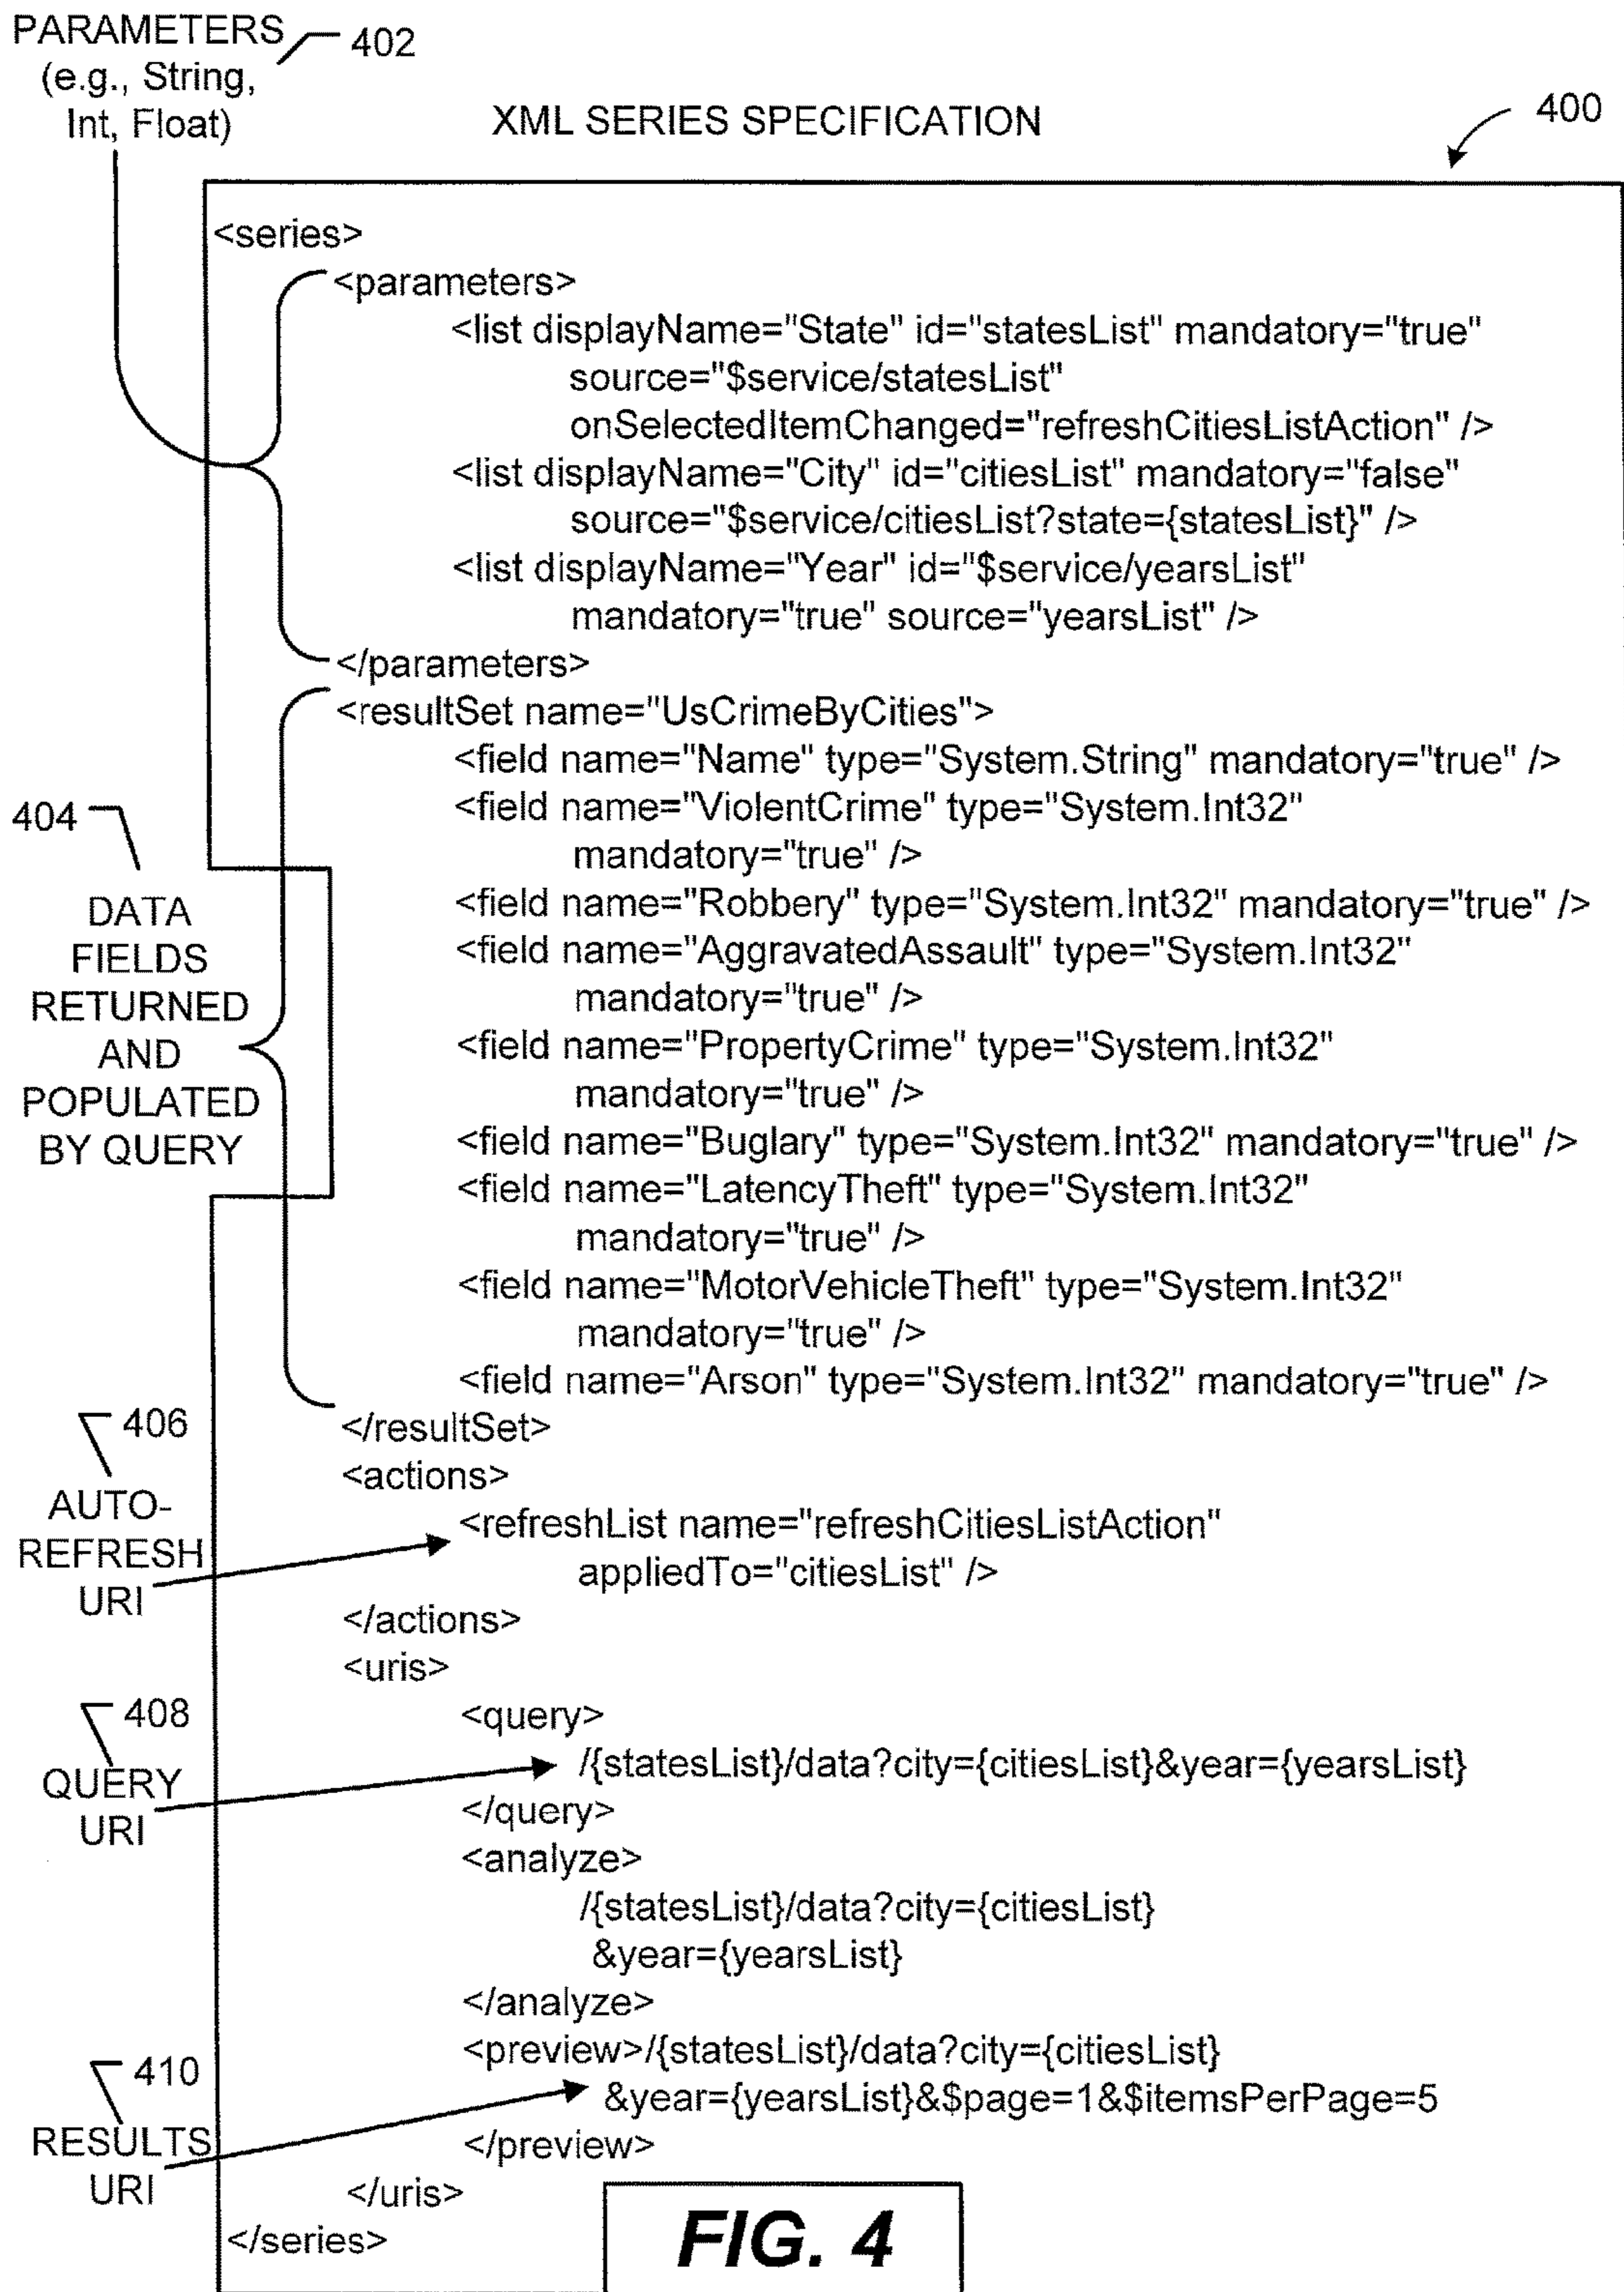 PARAMETERS
(e.g., String,
Int, Float)
402
XML SERIES SPECIFICATION
400
<series>
<parameters>
<list displayName="State" id="statesList" mandatory="true"
source="$service/statesList"
onSelectedItemChanged="refreshCitiesListAction" />
<list displayName="City" id="citiesList" mandatory="false"
source="$service/citiesList?state={statesList}" />
<list displayName="Year" id="$service/yearsList"
mandatory="true" source="yearsList" />
</parameters>
<resultSet name="UsCrimeByCities">
<field name="Name" type="System.String" mandatory="true" />
<field name="ViolentCrime" type="System.Int32"
mandatory="true" />
<field name="Robbery" type="System.Int32" mandatory="true" />
<field name="AggravatedAssault" type="System.Int32"
mandatory="true" />
<field name="PropertyCrime" type="System.Int32"
mandatory="true" />
<field name="Buglary" type="System.Int32" mandatory="true" />
<field name="LatencyTheft" type="System.Int32"
mandatory="true" />
<field name="MotorVehicleTheft" type="System.Int32"
mandatory="true" />
<field name="Arson" type="System.Int32" mandatory="true" />
</resultSet>
404
DATA
FIELDS
RETURNED
AND
POPULATED
BY QUERY
<actions>
<refreshList name="refreshCitiesListAction"
appliedTo="citiesList" />
</actions>
406
AUTO-
REFRESH
URI
<uris>
<query>
/{statesList}/data?city={citiesList}&year={yearsList}
</query>
408
QUERY
URI
<analyze>
/{statesList}/data?city={citiesList}
&year={yearsList}
</analyze>
<preview>/{statesList}/data?city={citiesList}
&year={yearsList}&$page=1&$itemsPerPage=5
</preview>
410
RESULTS
URI
</uris>
</series>
FIG. 4